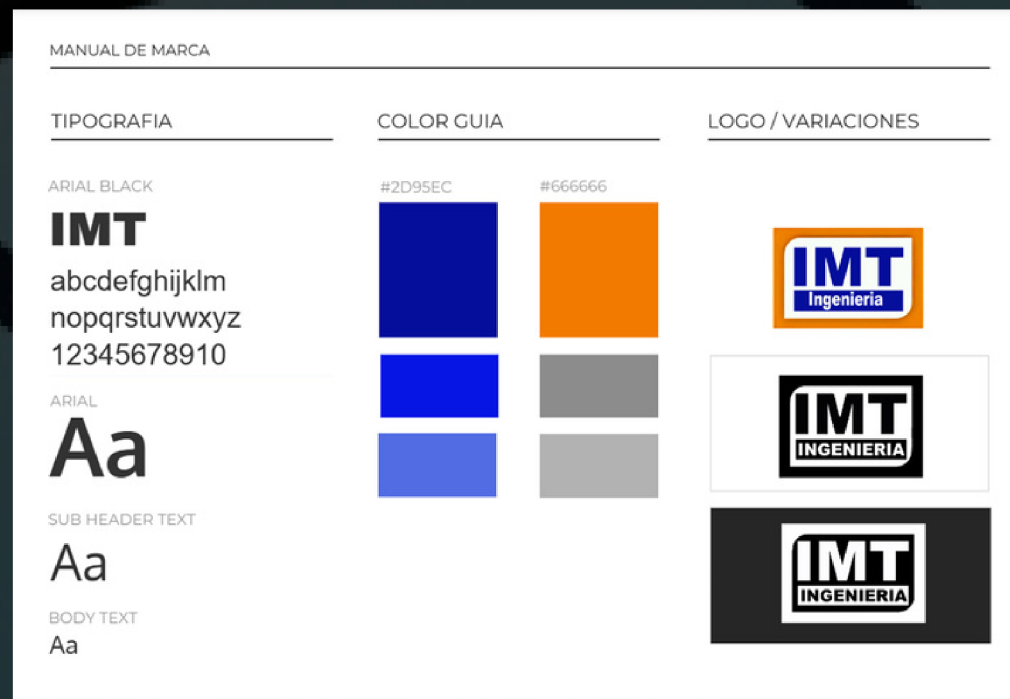 MANUAL DE MARCA
TIPOGRAFIA
ARIAL BLACK
IMT
abcdefghijklm
nopqrstuvwxyz
12345678910
ARIAL
Aa
SUB HEADER TEXT
Aa
BODY TEXT
Aa
COLOR GUIA
#2D95EC
#666666
LOGO / VARIACIONES
IMT
Ingenieria
IMT
INGENIERIA
IMT
INGENIERIA